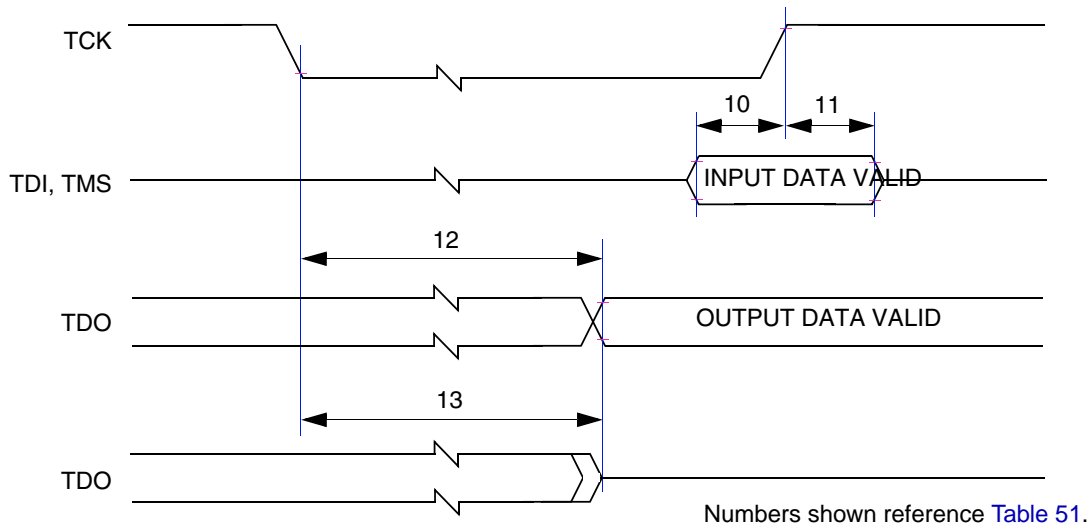 TCK
10
11
TDI, TMS
INPUT DATA VALID
12
TDO
OUTPUT DATA VALID
13
TDO
Numbers shown reference Table 51.